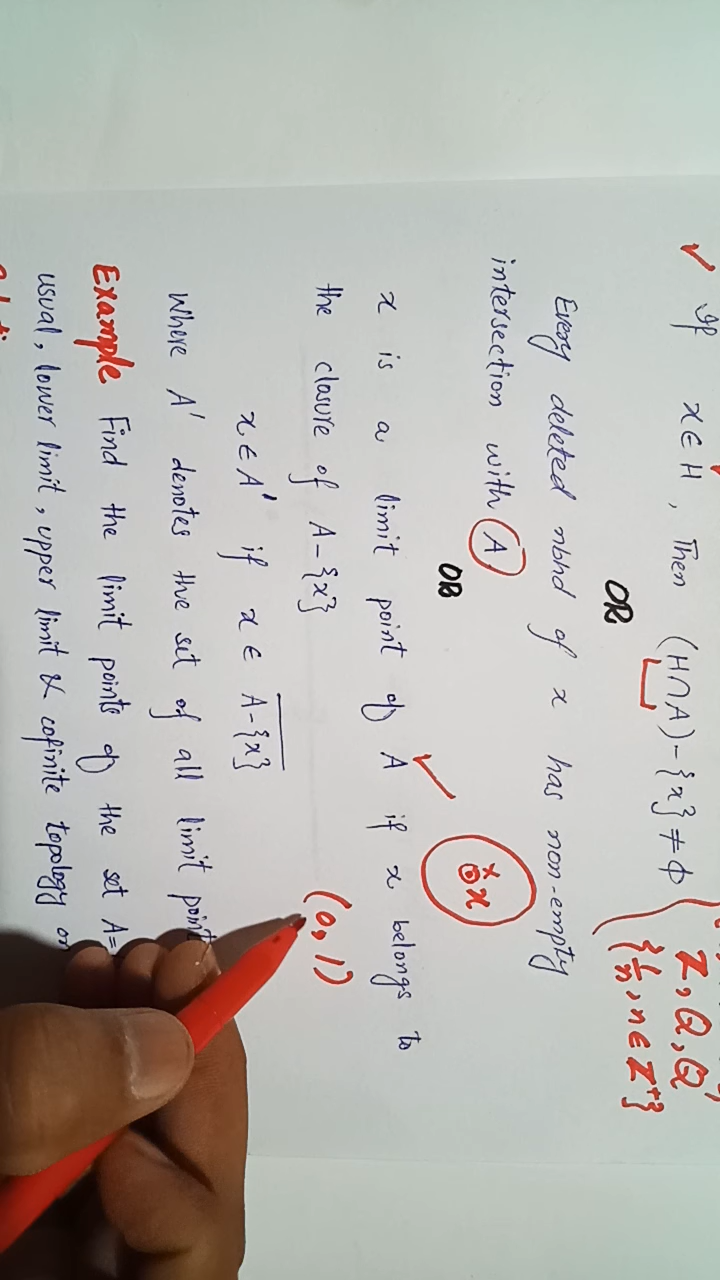 ✓ If x ∈ H, Then (H∩A) - {x} ≠ Φ
Z, Q, Q'
{1/n, n ∈ Z⁺}
OR
Every deleted nbhd of x has non-empty
intersection with A
x
OR
x is a limit point of A if x belongs to
the closure of A-{x}
(0, 1)
x ∈ A' if x ∈ \overline{A-{x}}
Where A' denotes the set of all limit point
Example Find the limit points of the set A=
usual, lower limit, upper limit & cofinite topology on